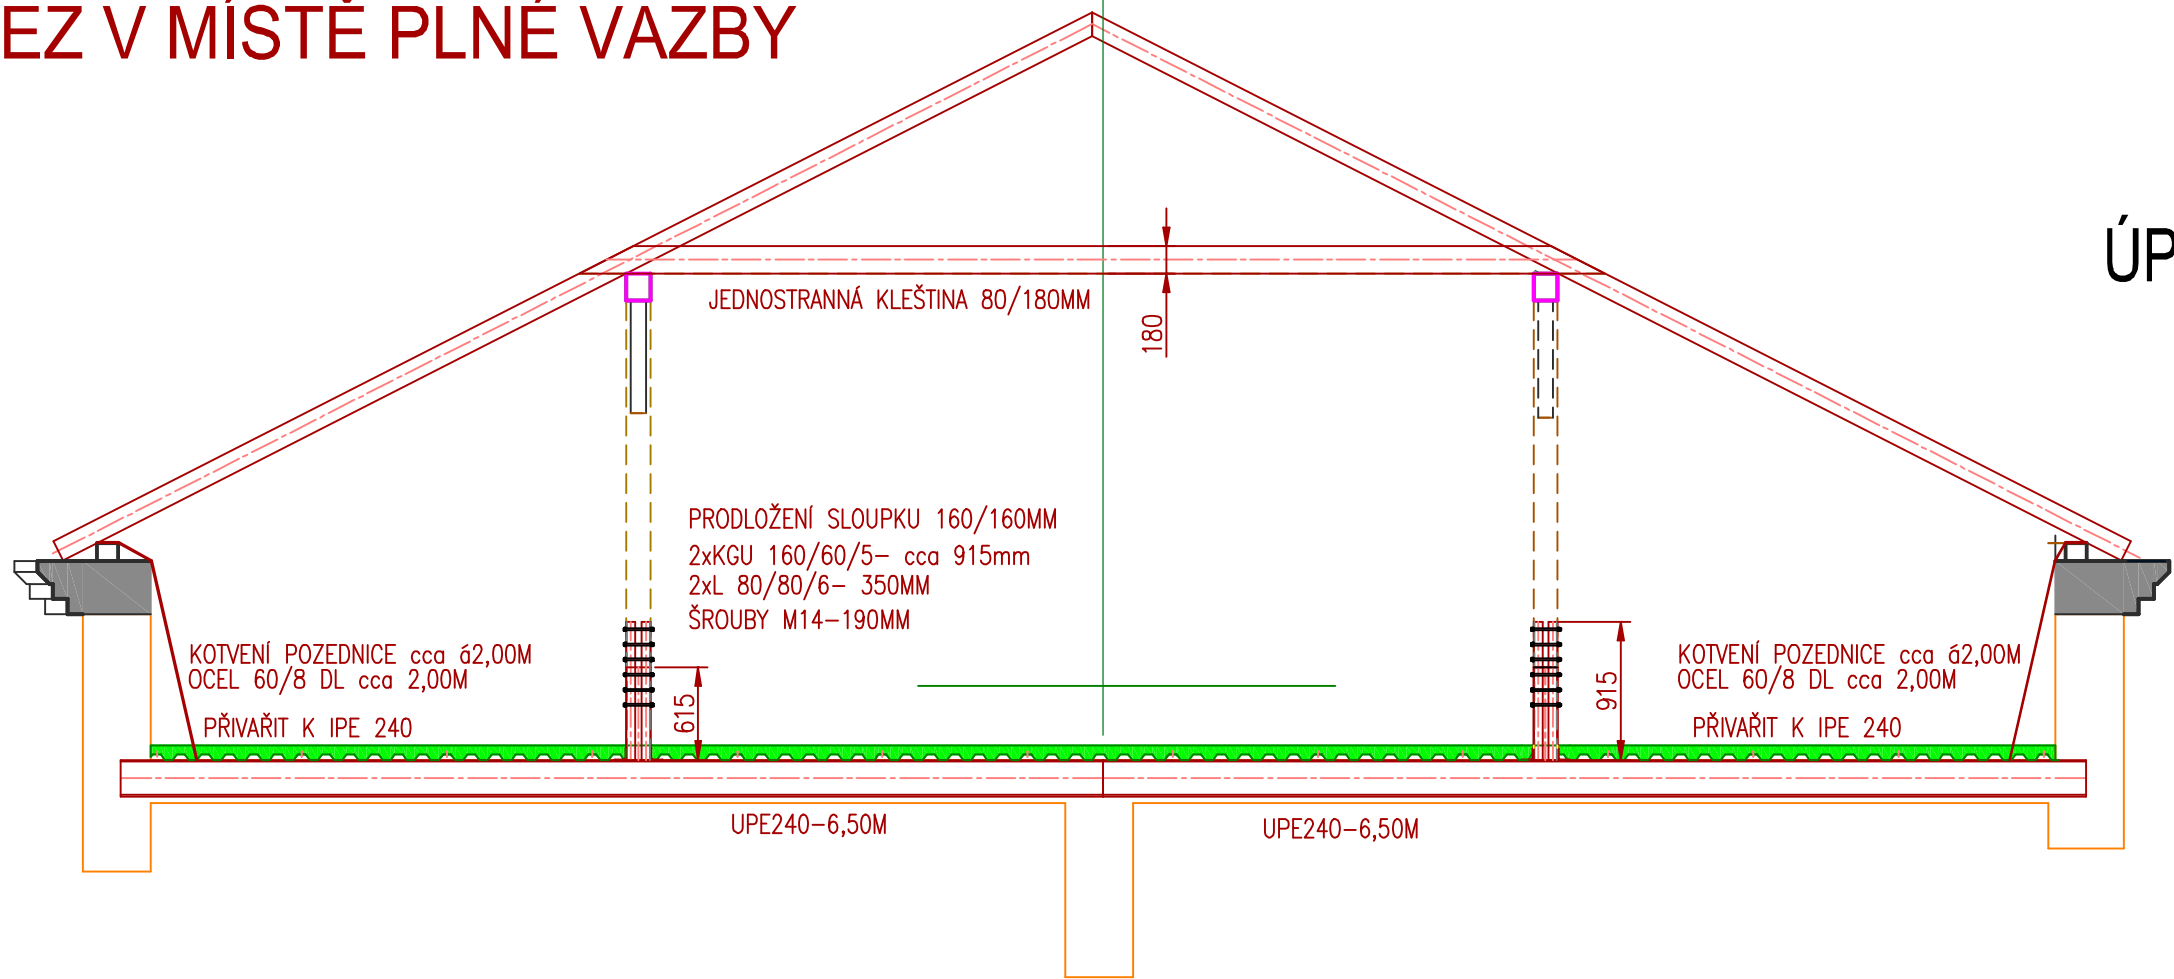 EZ V MÍSTĚ PLNÉ VAZBY
ÚP
JEDNOSTRANNÁ KLEŠTINA 80/180MM
180
PRODLOŽENÍ SLOUPKU 160/160MM
2xKGU 160/60/5– cca 915mm
2xL 80/80/6– 350MM
ŠROUBY M14–190MM
KOTVENÍ POZEDNICE cca á2,00M
OCEL 60/8 DL cca 2,00M
PŘIVAŘIT K IPE 240
615
915
KOTVENÍ POZEDNICE cca á2,00M
OCEL 60/8 DL cca 2,00M
PŘIVAŘIT K IPE 240
UPE240–6,50M
UPE240–6,50M